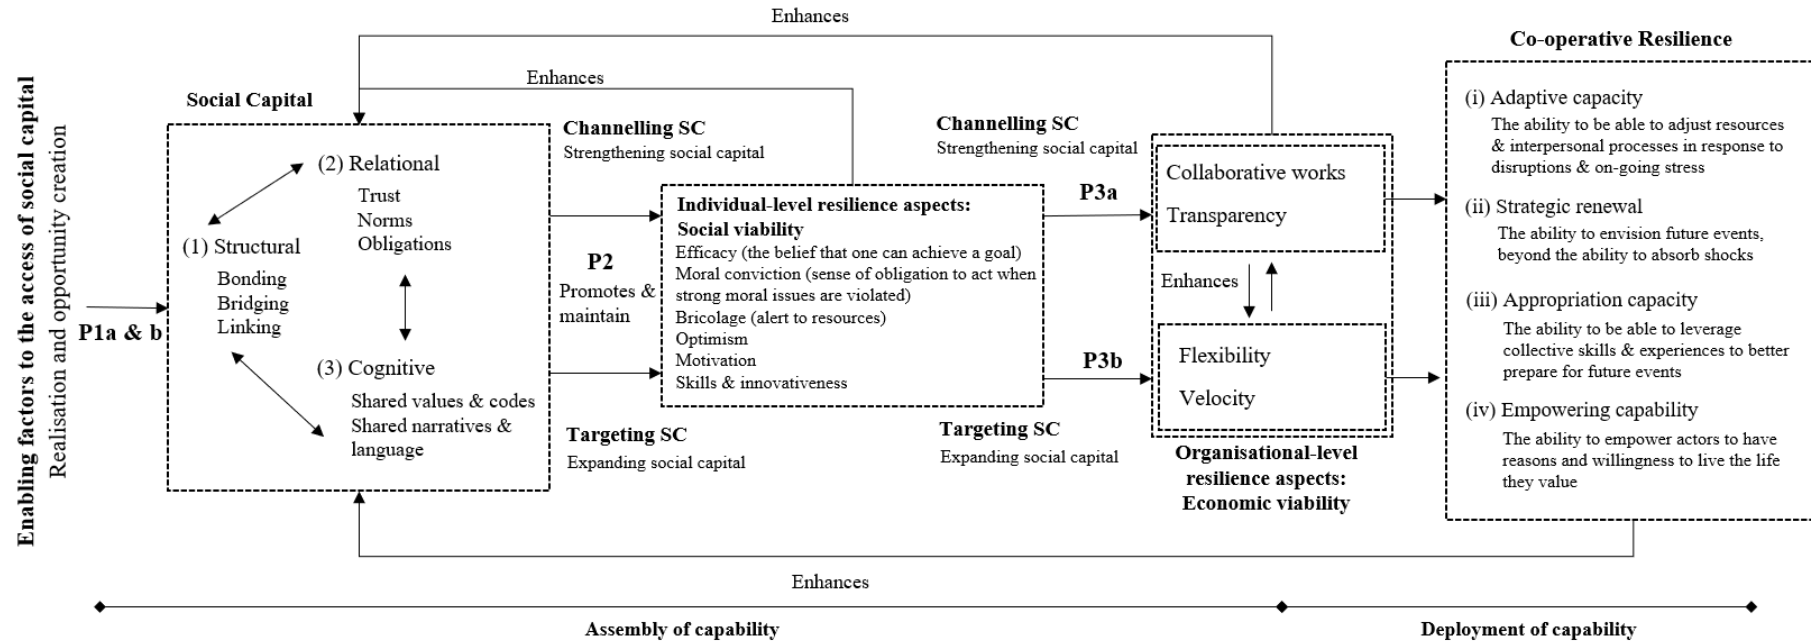 Enhances
Enhances
Enabling factors to the access of social capital
Realisation and opportunity creation
P1a & b
Social Capital
(2) Relational
Trust
Norms
Obligations
(1) Structural
Bonding
Bridging
Linking
(3) Cognitive
Shared values & codes
Shared narratives &
language
Channelling SC
Strengthening social capital
P2
Promotes &
maintain
Targeting SC
Expanding social capital
Individual-level resilience aspects:
Social viability
Efficacy (the belief that one can achieve a goal)
Moral conviction (sense of obligation to act when
strong moral issues are violated)
Bricolage (alert to resources)
Optimism
Motivation
Skills & innovativeness
Channelling SC
Strengthening social capital
P3a
P3b
Targeting SC
Expanding social capital
Collaborative works
Transparency
Enhances
Flexibility
Velocity
Organisational-level
resilience aspects:
Economic viability
Co-operative Resilience
(i) Adaptive capacity
The ability to be able to adjust resources
& interpersonal processes in response to
disruptions & on-going stress
(ii) Strategic renewal
The ability to envision future events,
beyond the ability to absorb shocks
(iii) Appropriation capacity
The ability to be able to leverage
collective skills & experiences to better
prepare for future events
(iv) Empowering capability
The ability to empower actors to have
reasons and willingness to live the life
they value
Enhances
Assembly of capability
Deployment of capability